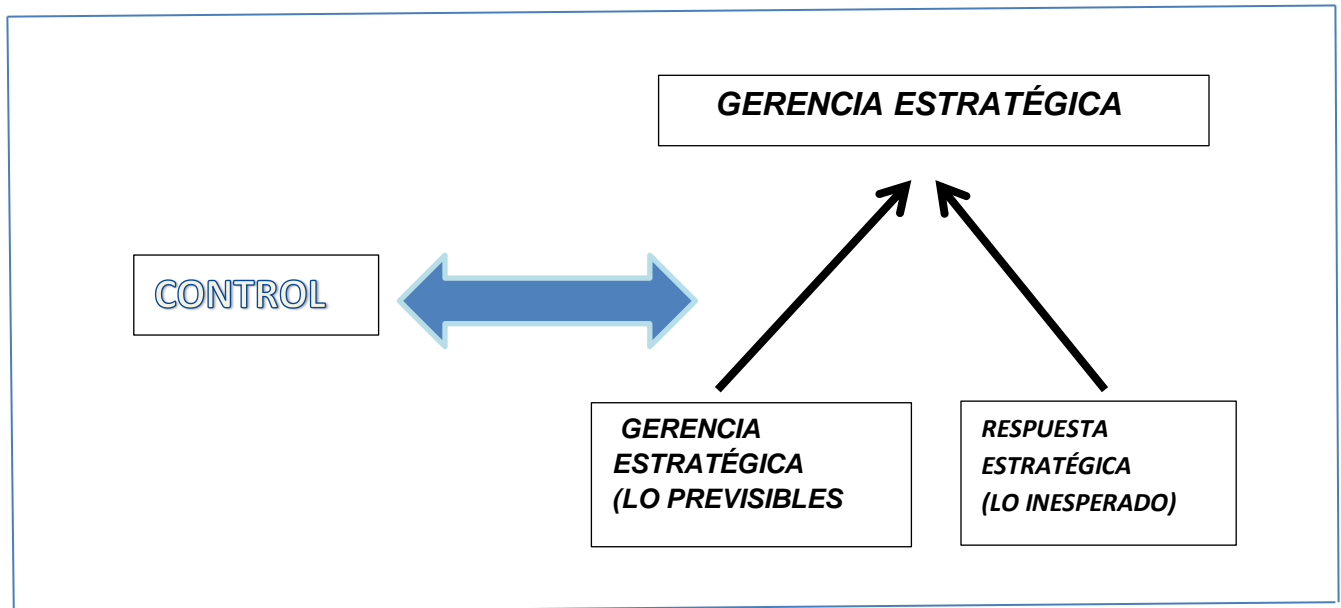 GERENCIA ESTRATÉGICA
CONTROL
GERENCIA
ESTRATÉGICA
(LO PREVISIBLES
RESPUESTA
ESTRATÉGICA
(LO INESPERADO)